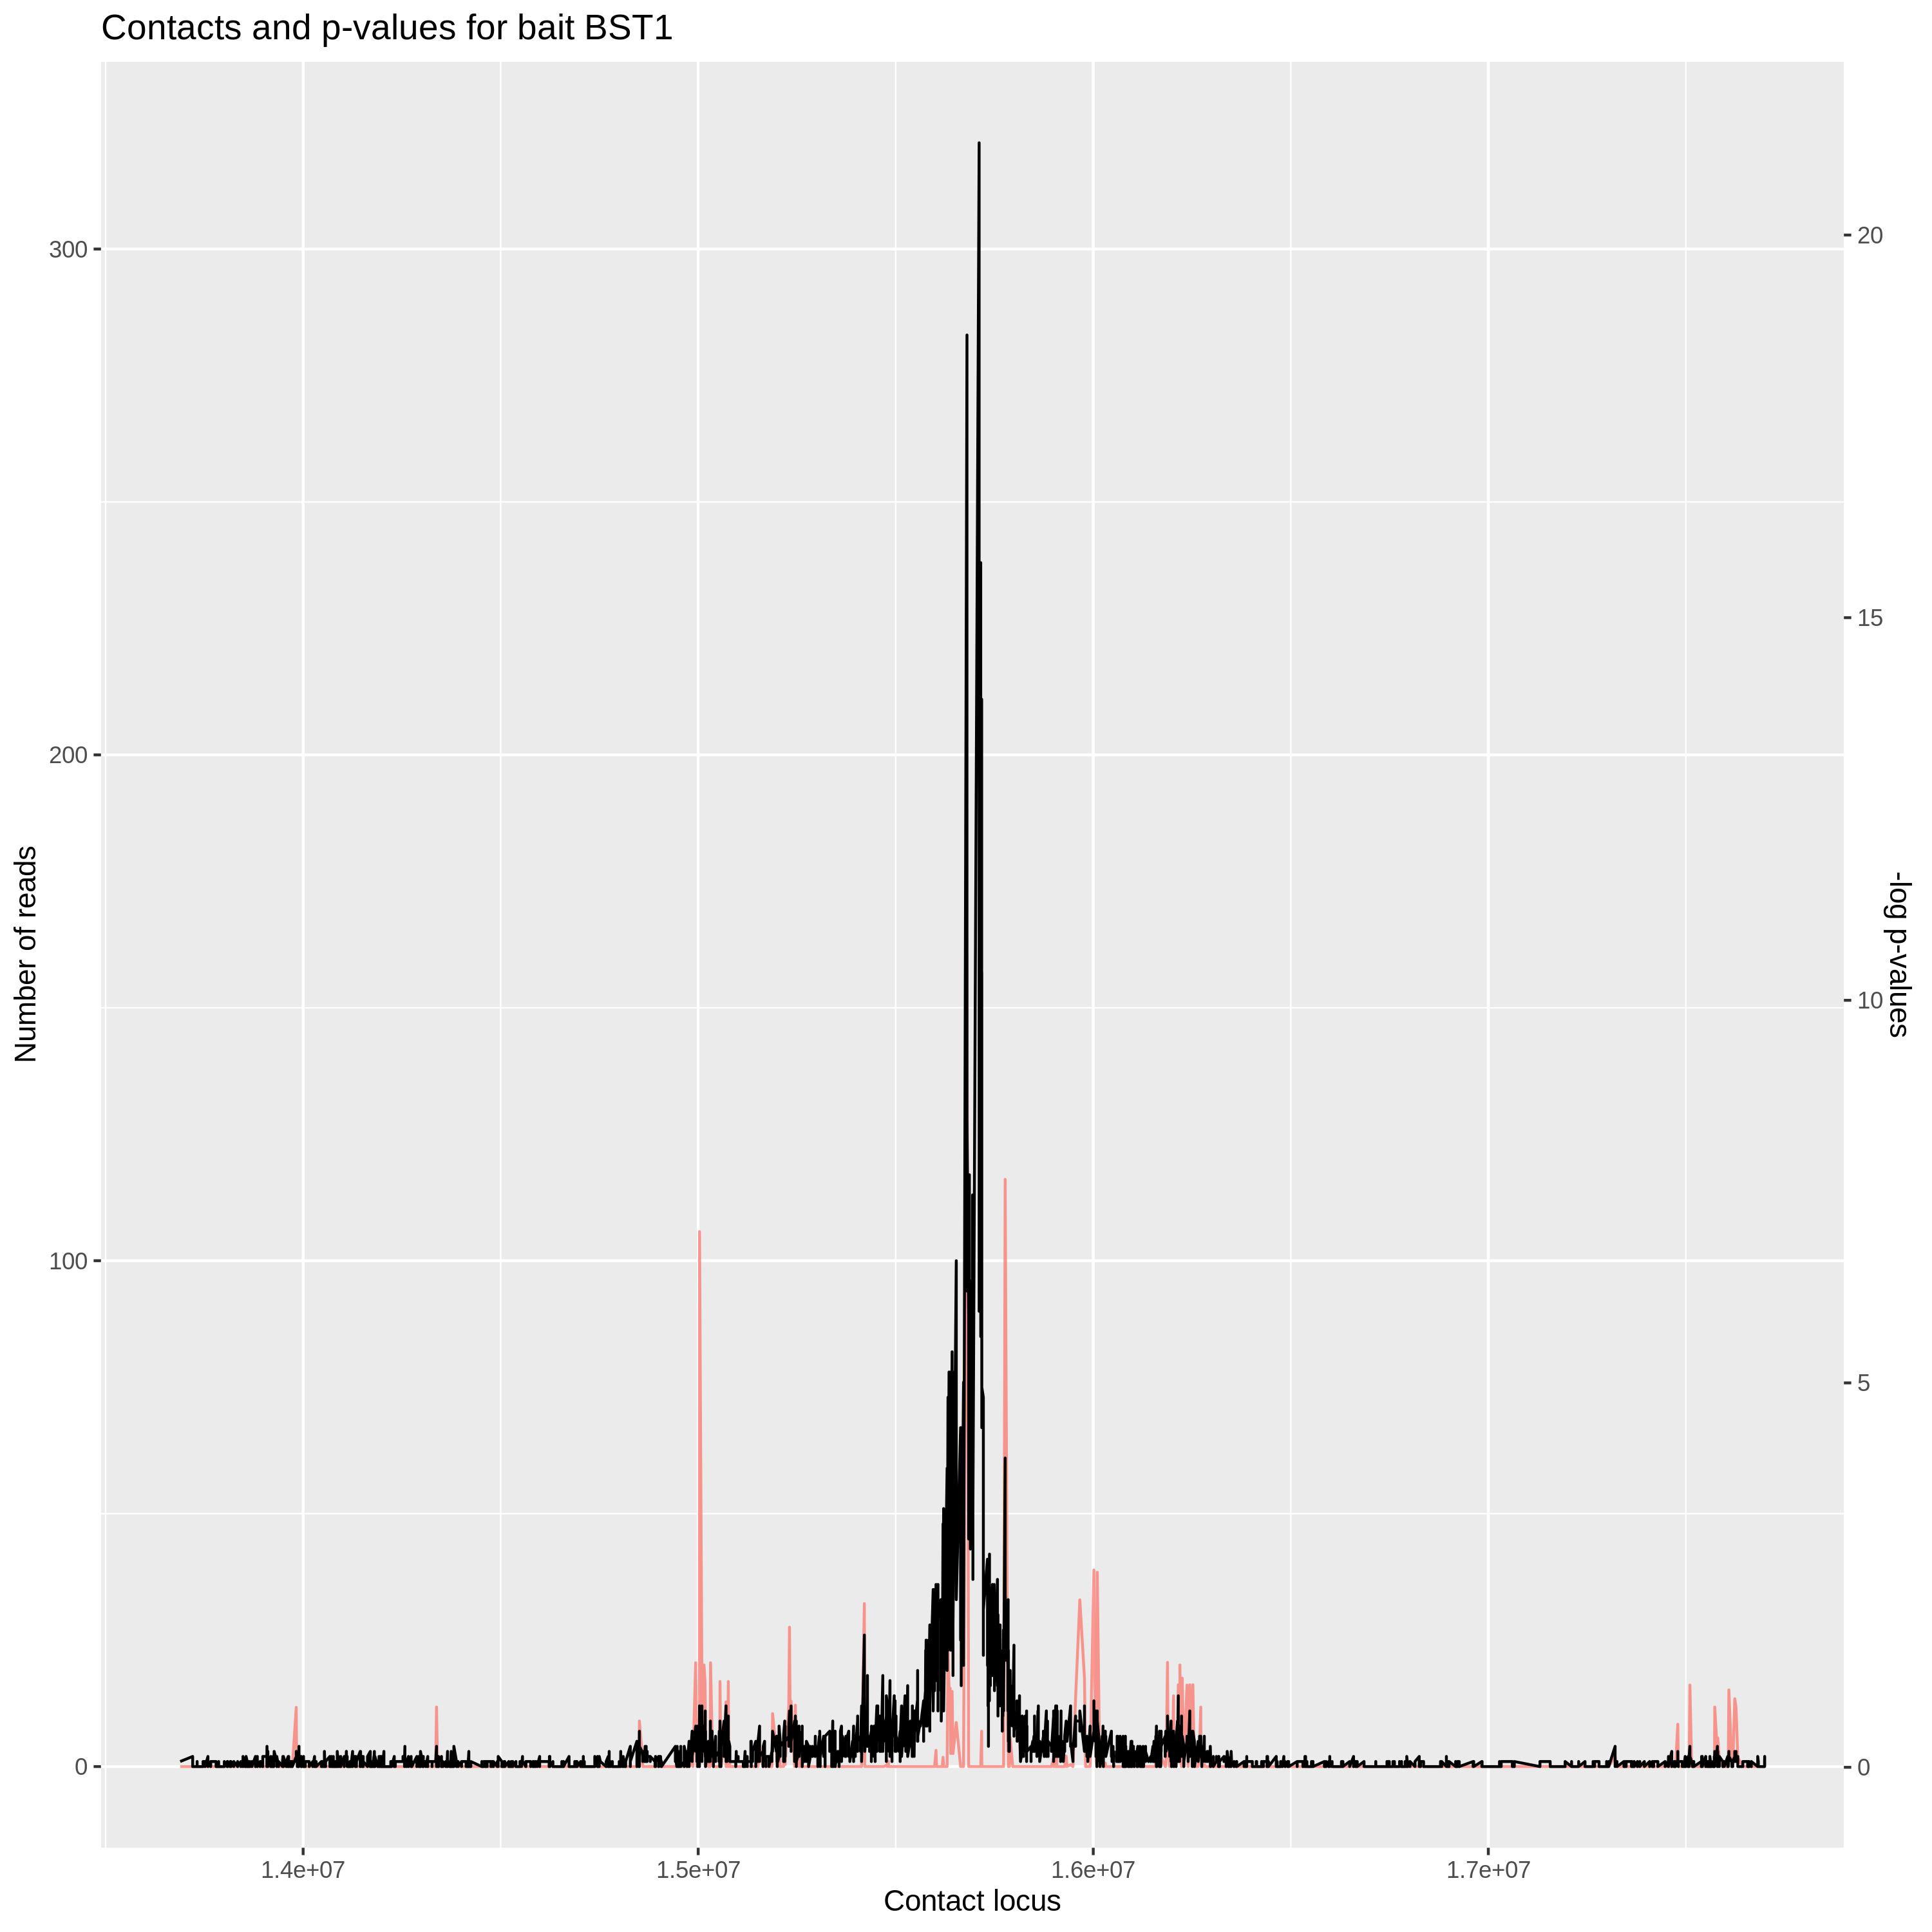 Contacts and p-values for bait BST1
300
200
100
0
Number of reads
20
15
10
5
0
-log p-values
1.4e+07 1.5e+07 1.6e+07 1.7e+07
Contact locus